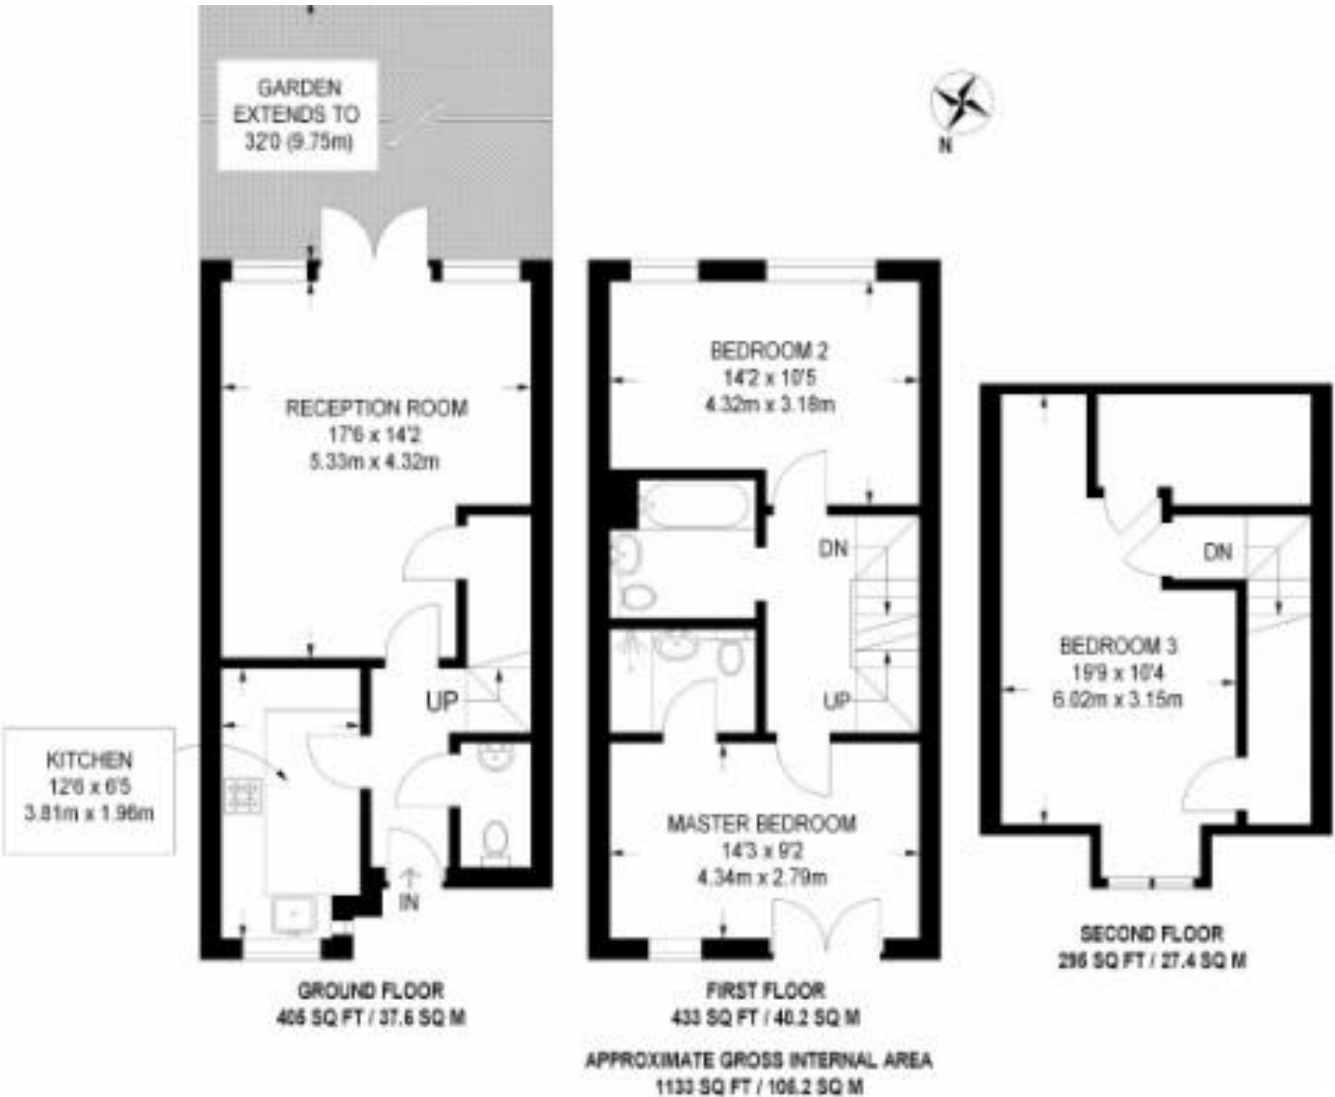 GARDEN
EXTENDS TO
32'0 (9.75m)
N
BEDROOM 2
14'2 x 10'5
4.32m x 3.18m
RECEPTION ROOM
17'6 x 14'2
5.33m x 4.32m
DN
DN
BEDROOM 3
19'9 x 10'4
6.02m x 3.15m
UP
UP
KITCHEN
12'6 x 6'5
3.81m x 1.96m
MASTER BEDROOM
14'3 x 9'2
4.34m x 2.79m
IN
SECOND FLOOR
295 SQ FT / 27.4 SQ M
GROUND FLOOR
405 SQ FT / 37.6 SQ M
FIRST FLOOR
433 SQ FT / 40.2 SQ M
APPROXIMATE GROSS INTERNAL AREA
1133 SQ FT / 105.2 SQ M